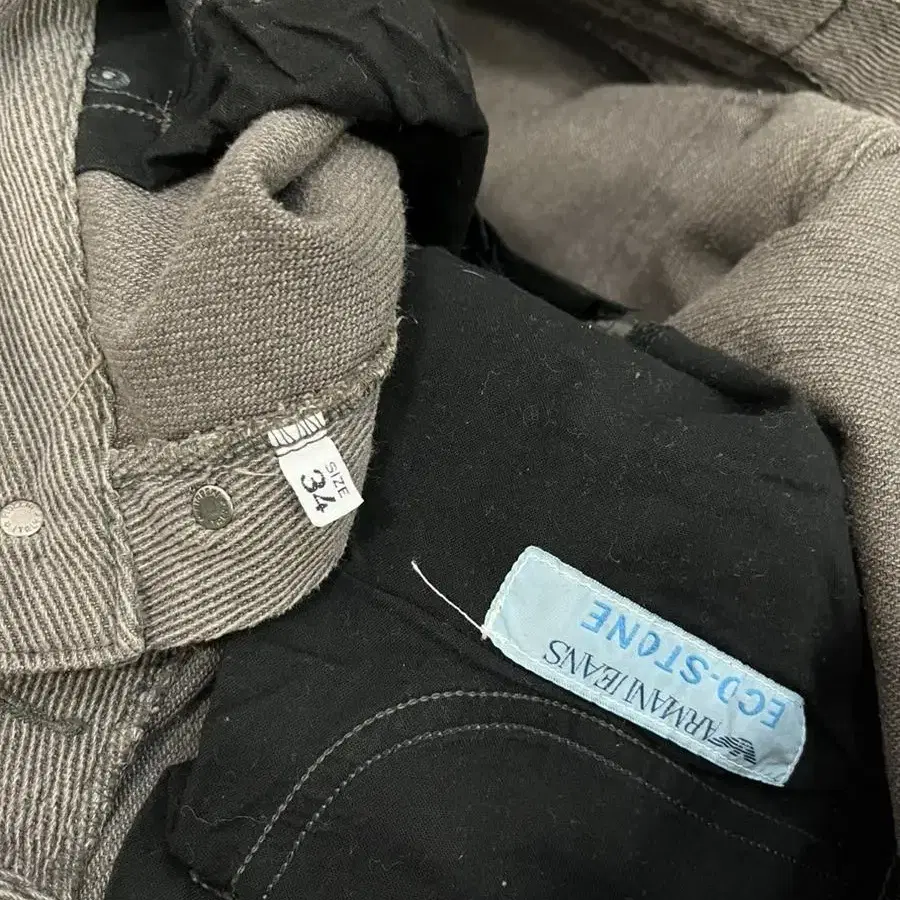 SIZE
34
ARMANI JEANS
ECO-STONE